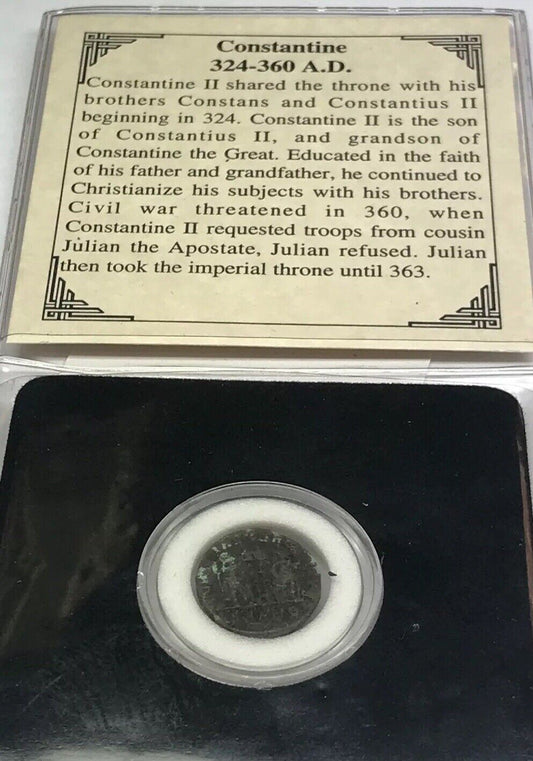 Constantine
324-360 A.D.
Constantine II shared the throne with his
brothers Constans and Constantius II
beginning in 324. Constantine II is the son
of Constantius II, and grandson of
Constantine the Great. Educated in the faith
of his father and grandfather, he continued to
Christianize his subjects with his brothers.
Civil war threatened in 360, when
Constantine II requested troops from cousin
Julian the Apostate, Julian refused. Julian
then took the imperial throne until 363.